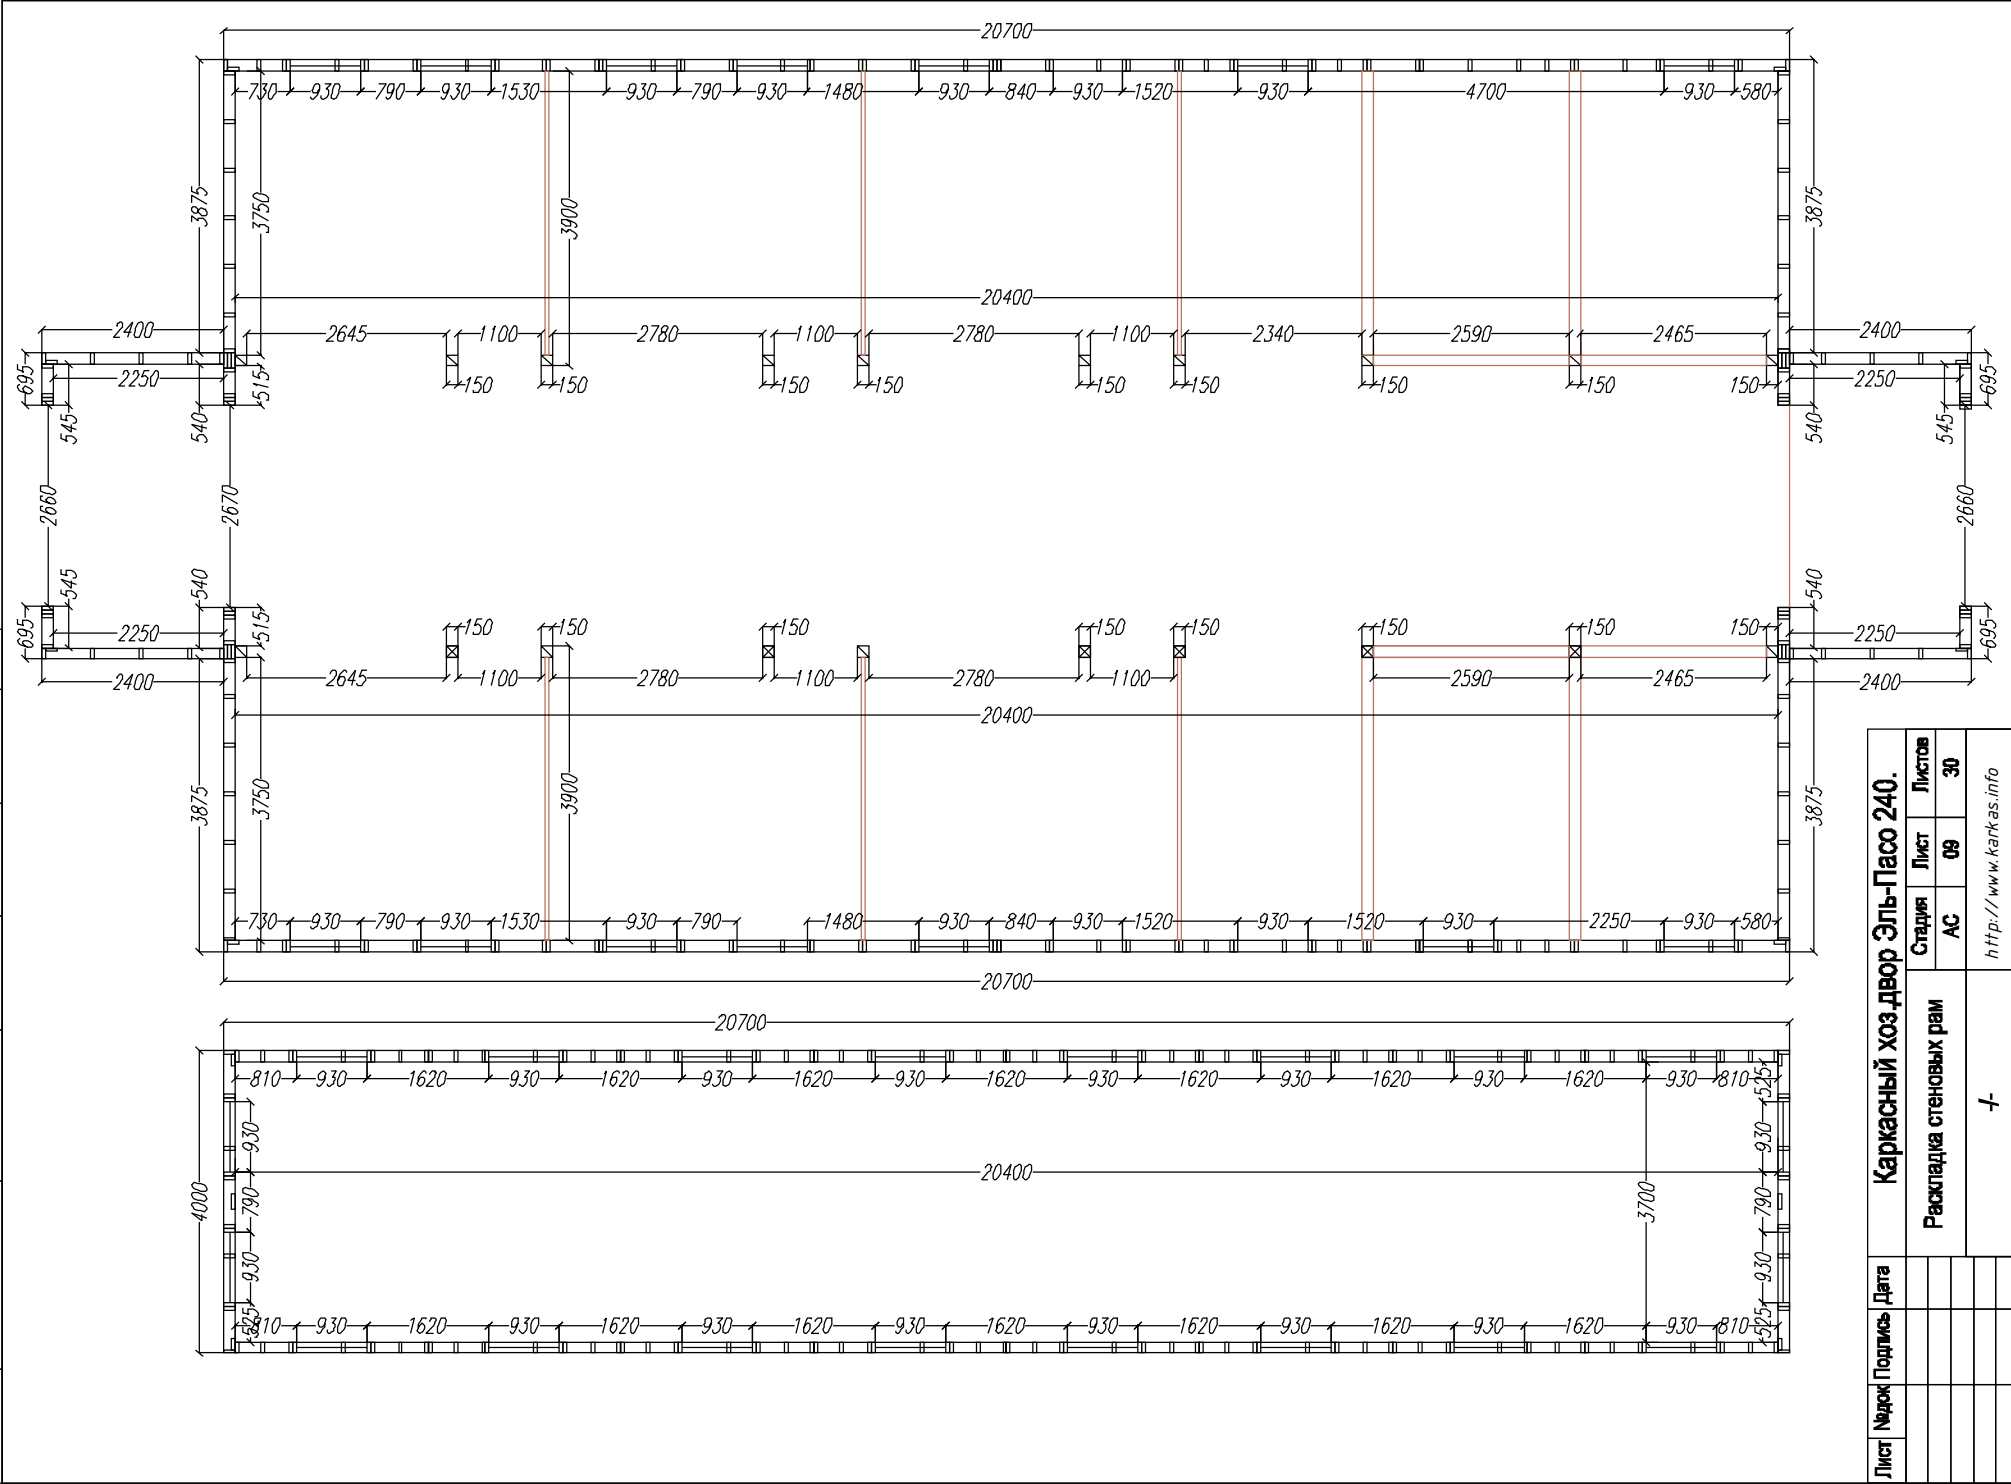 20700
730 930 790 930 1530 930 790 930 1480 930 840 930 1520 930 4700 930 580
3875 3750 3900 3875
20400
2400 2645 1100 2780 1100 2780 1100 2340 2590 2465 2400
695 2250 515 150 150 150 150 150 150 150 150 150 2250 695
545 540 540 545
2660 2670 2660
545 540 540
695 2250 515 150 150 150 150 150 150 150 150 150 2250 695
2400 2645 1100 2780 1100 2780 1100 2590 2465 2400
20400
3875 3750 3900 3875
730 930 790 930 1530 930 790 1480 930 840 930 1520 930 1520 930 2250 930 580
20700
20700
810 930 1620 930 1620 930 1620 930 1620 930 1620 930 1620 930 1620 930 810 525
930 930
20400
4000 790 3700 790
930 930
525 810 930 1620 930 1620 930 1620 930 1620 930 1620 930 1620 930 1620 930 810 525
Каркасный хоз.двор Эль-Пасо 240.
Стадия Лист Листов
АС 09 30
Раскладка стеновых рам
http://www.karkas.info
Лист №док Подпись Дата